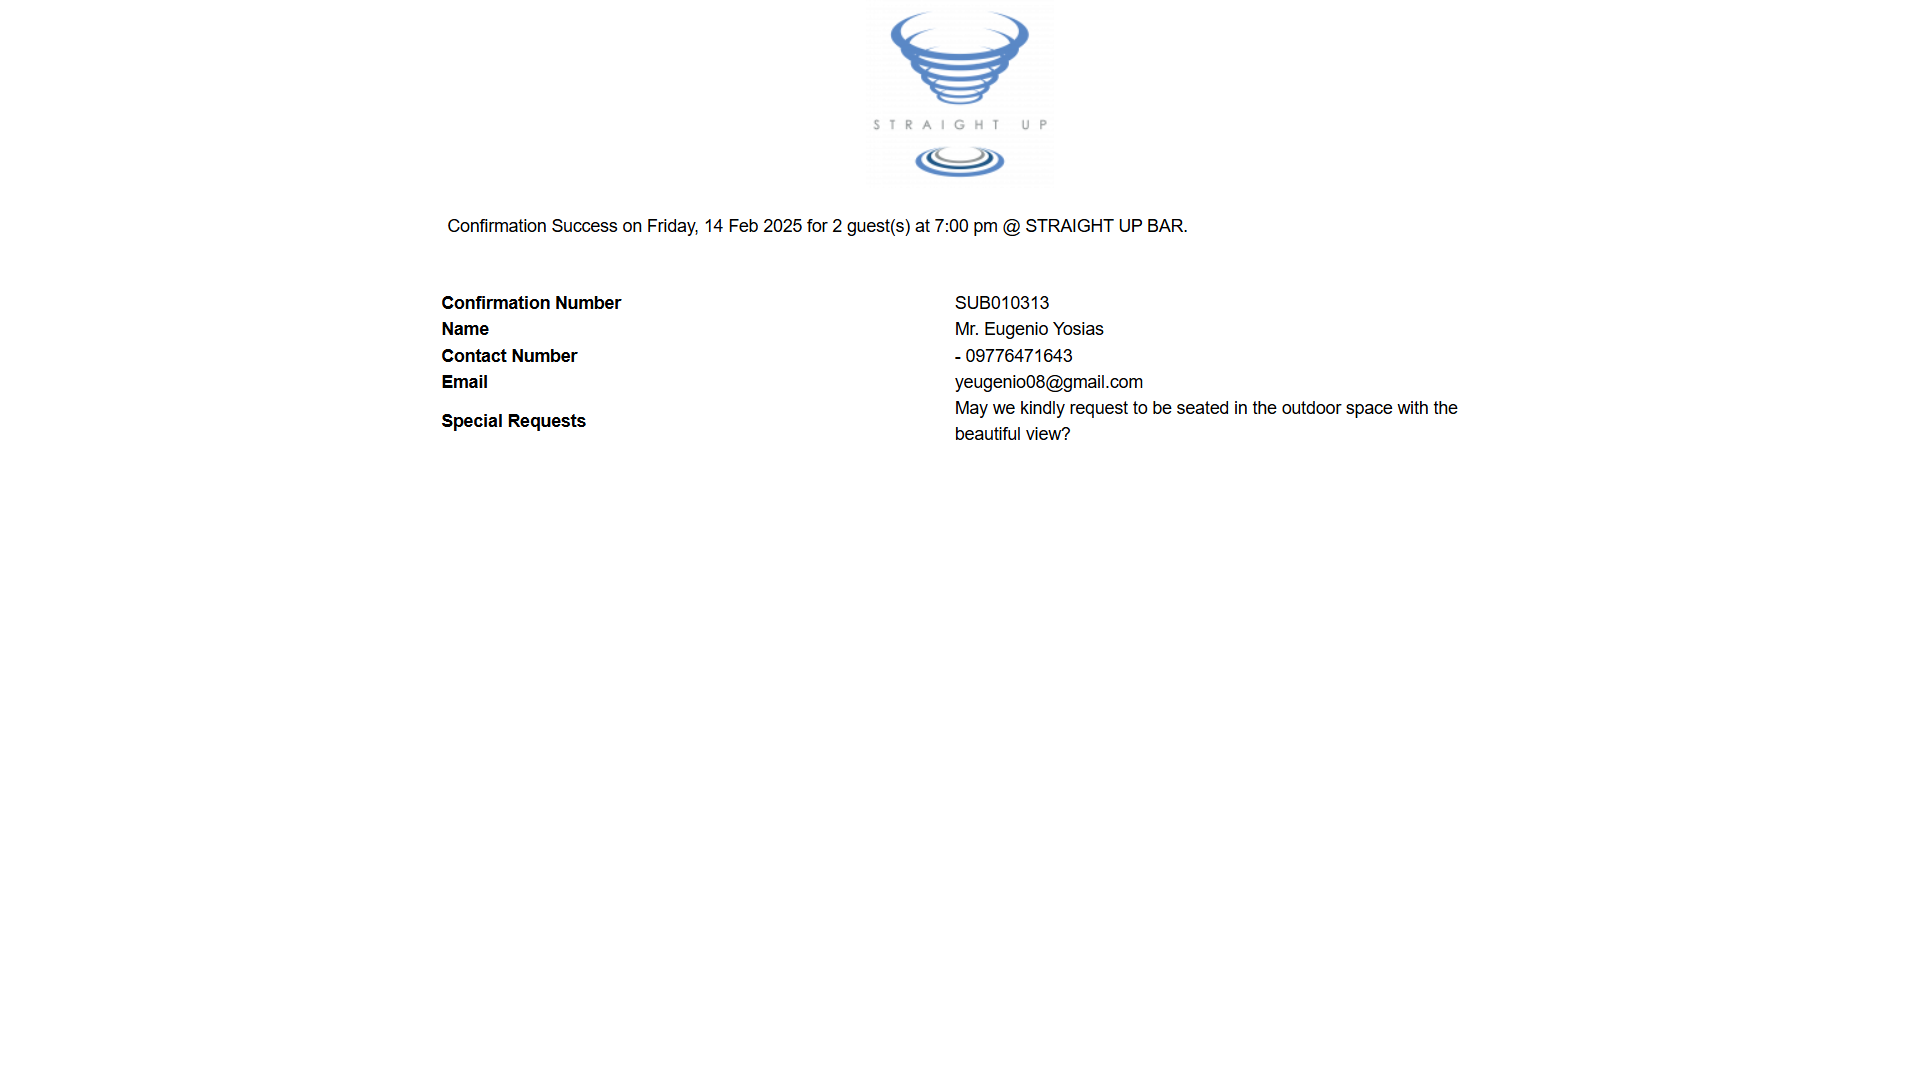 STRAIGHT UP
Confirmation Success on Friday, 14 Feb 2025 for 2 guest(s) at 7:00 pm @ STRAIGHT UP BAR.
Confirmation Number SUB010313
Name Mr. Eugenio Yosias
Contact Number - 09776471643
Email yeugenio08@gmail.com
Special Requests May we kindly request to be seated in the outdoor space with the
beautiful view?